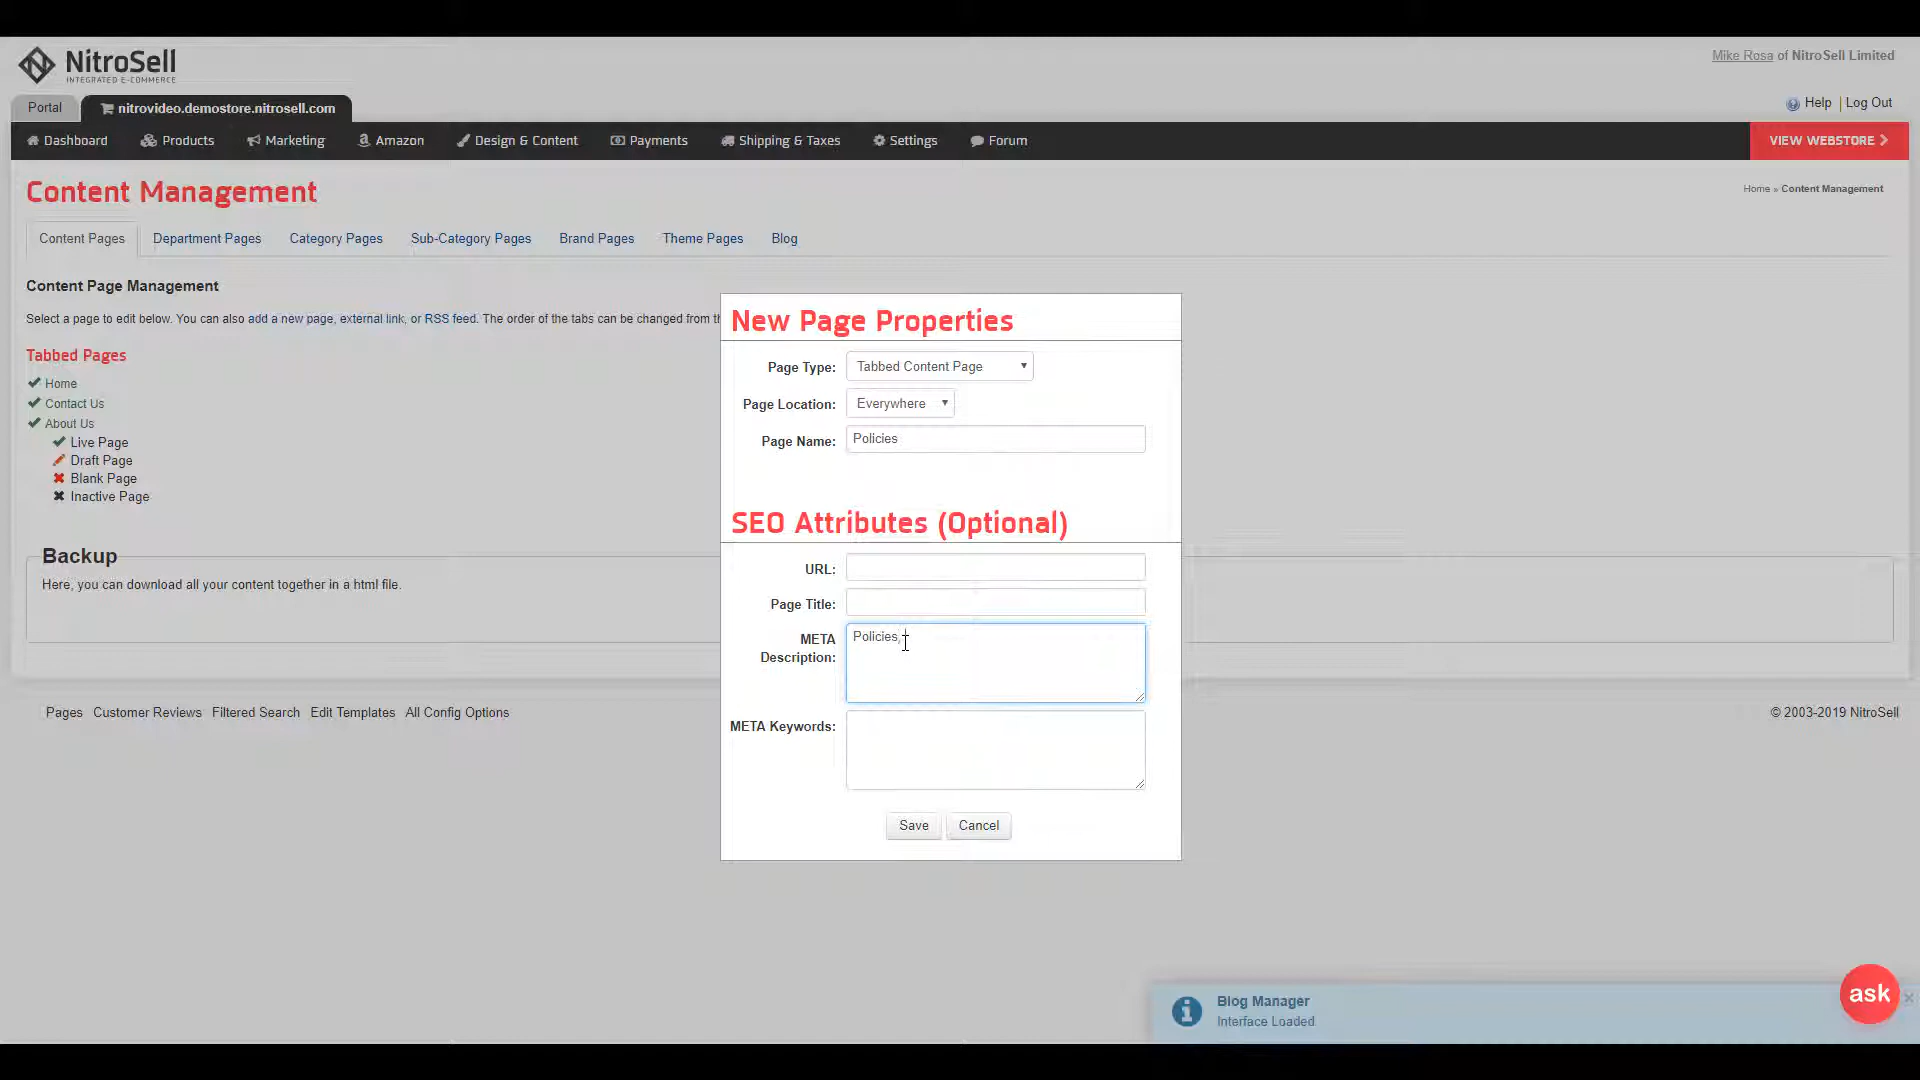 NitroSell
INTEGRATED E-COMMERCE
Mike Rosa of NitroSell Limited
Portal
nitrovideo.demostore.nitrosell.com
Help | Log Out
Dashboard Products Marketing Amazon Design & Content Payments Shipping & Taxes Settings Forum
VIEW WEBSTORE
Content Management
Home » Content Management
Content Pages Department Pages Category Pages Sub-Category Pages Brand Pages Theme Pages Blog
Content Page Management
Select a page to edit below. You can also add a new page, external link, or RSS feed. The order of the tabs can be changed from th
Tabbed Pages
Home
Contact Us
About Us
Live Page
Draft Page
Blank Page
Inactive Page
Backup
Here, you can download all your content together in a html file.
New Page Properties
Page Type: Tabbed Content Page
Page Location: Everywhere
Page Name: Policies
SEO Attributes (Optional)
URL:
Page Title:
META Description: Policies,
META Keywords:
Save Cancel
Pages Customer Reviews Filtered Search Edit Templates All Config Options
© 2003-2019 NitroSell
Blog Manager
Interface Loaded
ask